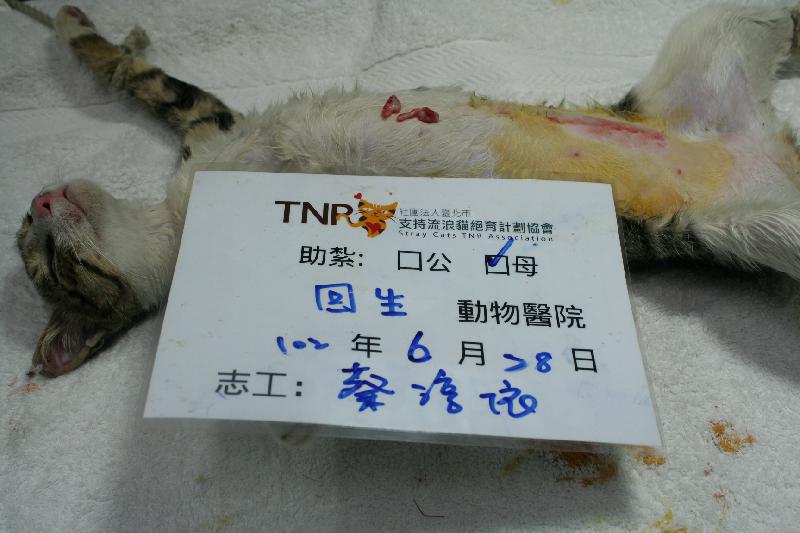 TNR 社團法人臺北市
支持流浪貓絕育計劃協會
Stray Cats TNR Association
助紮: □公 ☑母
回生 動物醫院
102 年 6 月 28 日
志工: 蔡淳